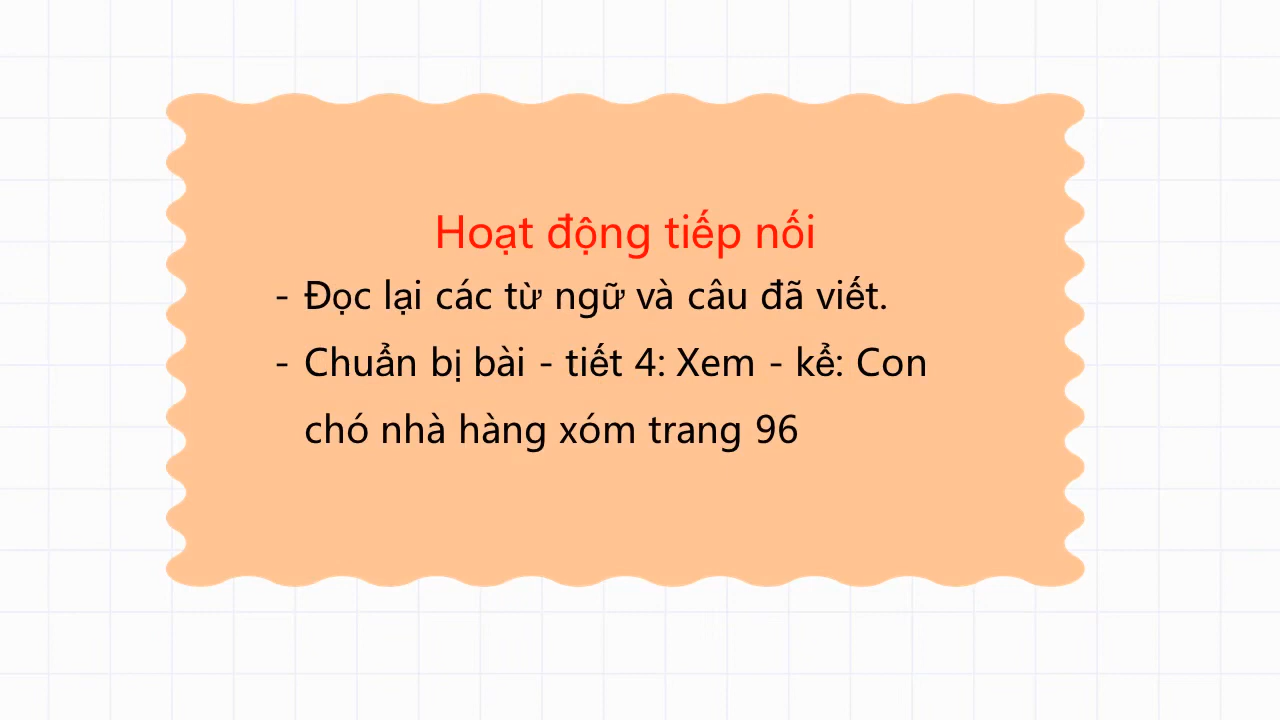 Hoạt động tiếp nối
- Đọc lại các từ ngữ và câu đã viết.
- Chuẩn bị bài - tiết 4: Xem - kể: Con
chó nhà hàng xóm trang 96